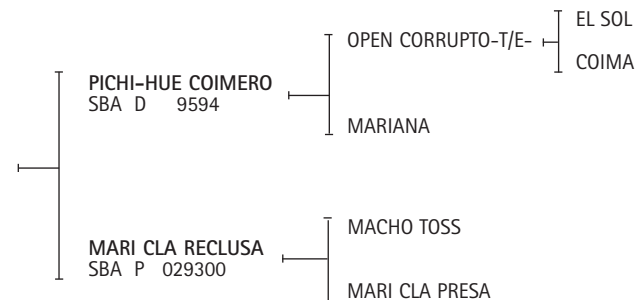 EL SOL
OPEN CORRUPTO-T/E-
COIMA
PICHI-HUE COIMERO
SBA D 9594
MARIANA
MACHO TOSS
MARI CLA RECLUSA
SBA P 029300
MARI CLA PRESA